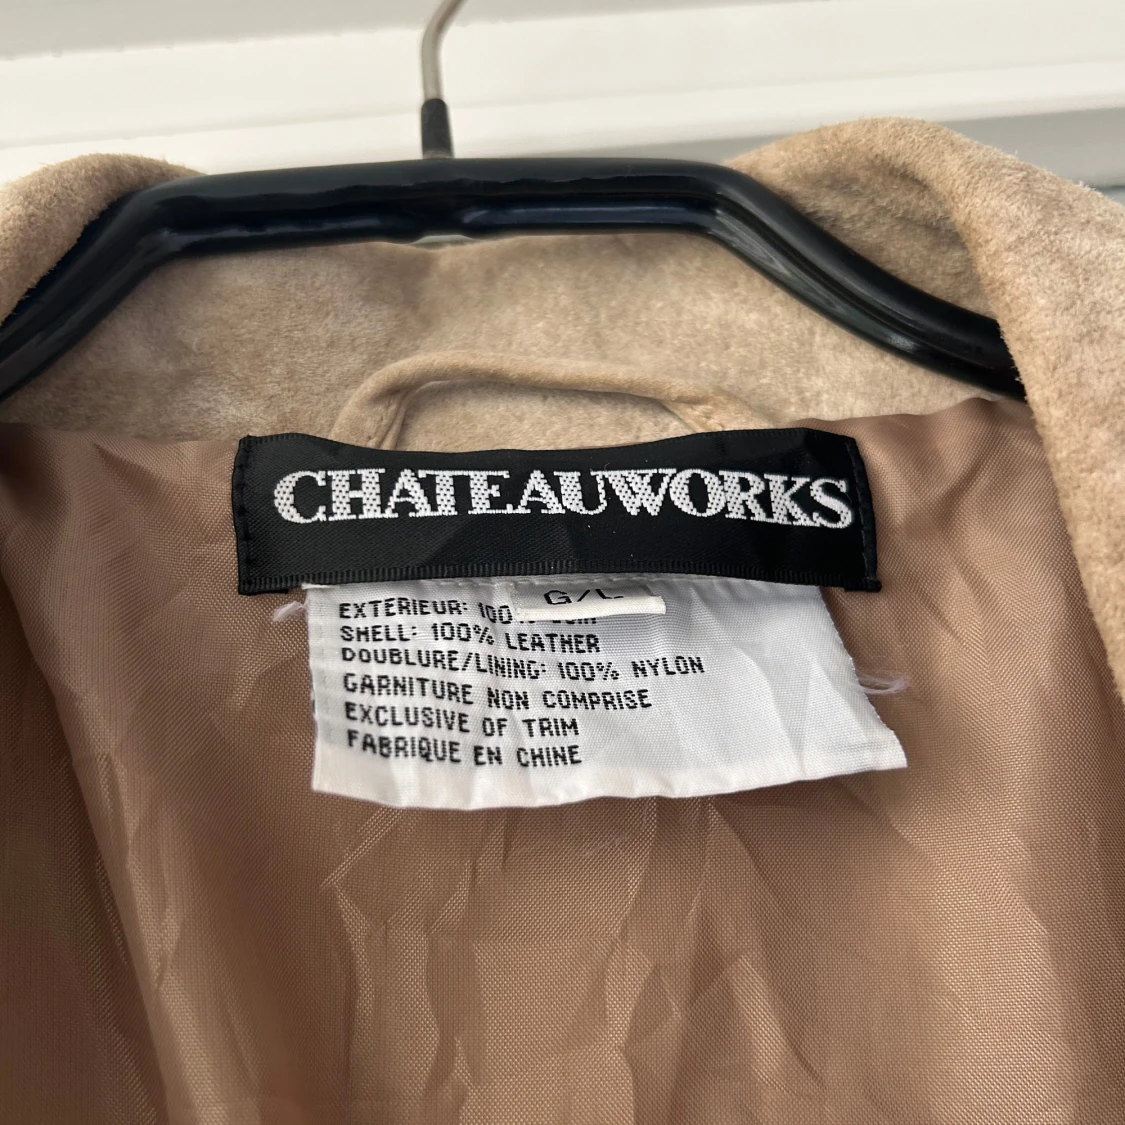 CHATEAUWORKS
G/L
EXTERIEUR: 100
SHELL: 100% LEATHER
DOUBLURE/LINING: 100% NYLON
GARNITURE NON COMPRISE
EXCLUSIVE OF TRIM
FABRIQUE EN CHINE